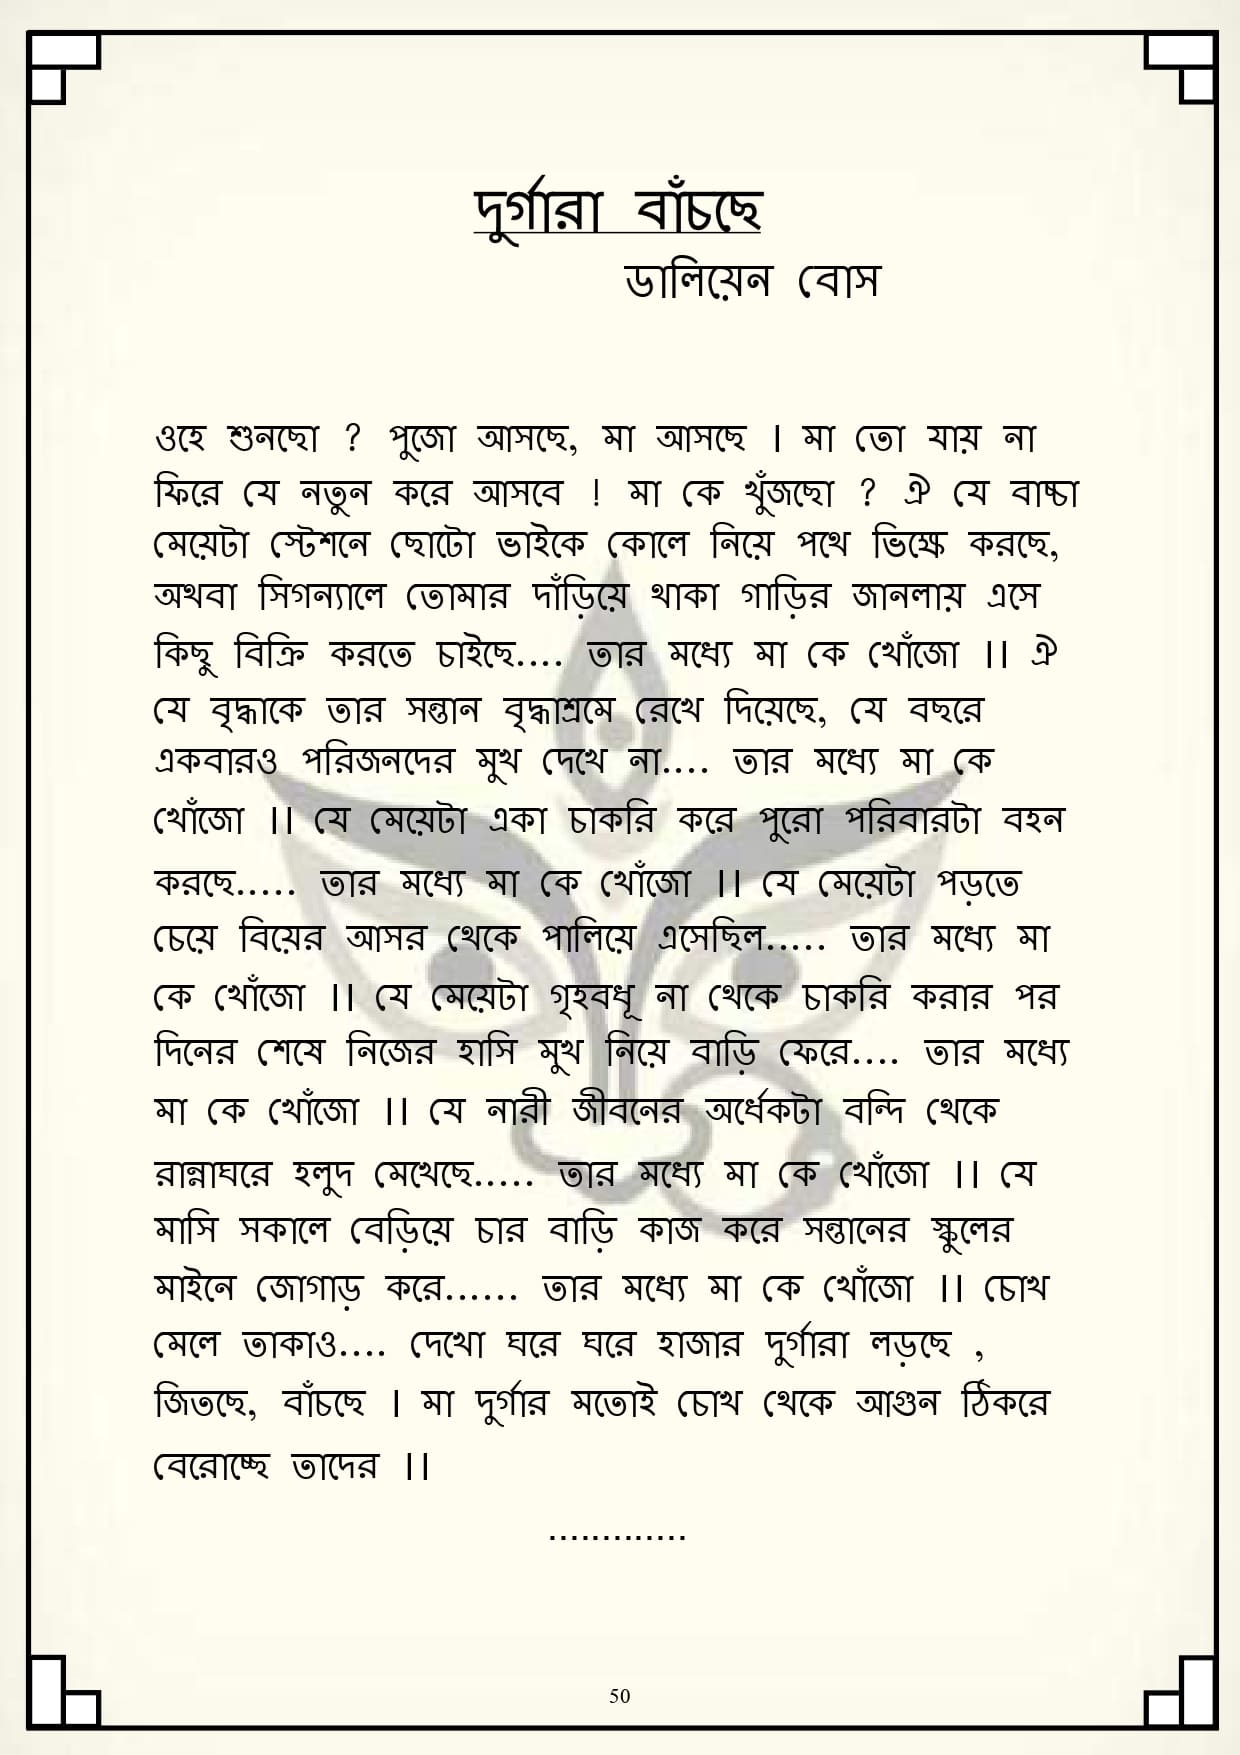 দুর্গারা বাঁচছে
ডালিয়েন বোস
ওহে শুনছো ? পুজো আসছে, মা আসছে । মা তো যায় না
ফিরে যে নতুন করে আসবে ! মা কে খুঁজছো ? ঐ যে বাচ্চা
মেয়েটা স্টেশনে ছোটো ভাইকে কোলে নিয়ে পথে ভিক্ষে করছে,
অথবা সিগন্যালে তোমার দাঁড়িয়ে থাকা গাড়ির জানলায় এসে
কিছু বিক্রি করতে চাইছে.... তার মধ্যে মা কে খোঁজো ।। ঐ
যে বৃদ্ধাকে তার সন্তান বৃদ্ধাশ্রমে রেখে দিয়েছে, যে বছরে
একবারও পরিজনদের মুখ দেখে না.... তার মধ্যে মা কে
খোঁজো ।। যে মেয়েটা একা চাকরি করে পুরো পরিবারটা বহন
করছে..... তার মধ্যে মা কে খোঁজো ।। যে মেয়েটা পড়তে
চেয়ে বিয়ের আসর থেকে পালিয়ে এসেছিল..... তার মধ্যে মা
কে খোঁজো ।। যে মেয়েটা গৃহবধূ না থেকে চাকরি করার পর
দিনের শেষে নিজের হাসি মুখ নিয়ে বাড়ি ফেরে.... তার মধ্যে
মা কে খোঁজো ।। যে নারী জীবনের অর্ধেকটা বন্দি থেকে
রান্নাঘরে হলুদ মেখেছে..... তার মধ্যে মা কে খোঁজো ।। যে
মাসি সকালে বেড়িয়ে চার বাড়ি কাজ করে সন্তানের স্কুলের
মাইনে জোগাড় করে...... তার মধ্যে মা কে খোঁজো ।। চোখ
মেলে তাকাও.... দেখো ঘরে ঘরে হাজার দুর্গারা লড়ছে ,
জিতছে, বাঁচছে । মা দুর্গার মতোই চোখ থেকে আগুন ঠিকরে
বেরোচ্ছে তাদের ।।
.............
50